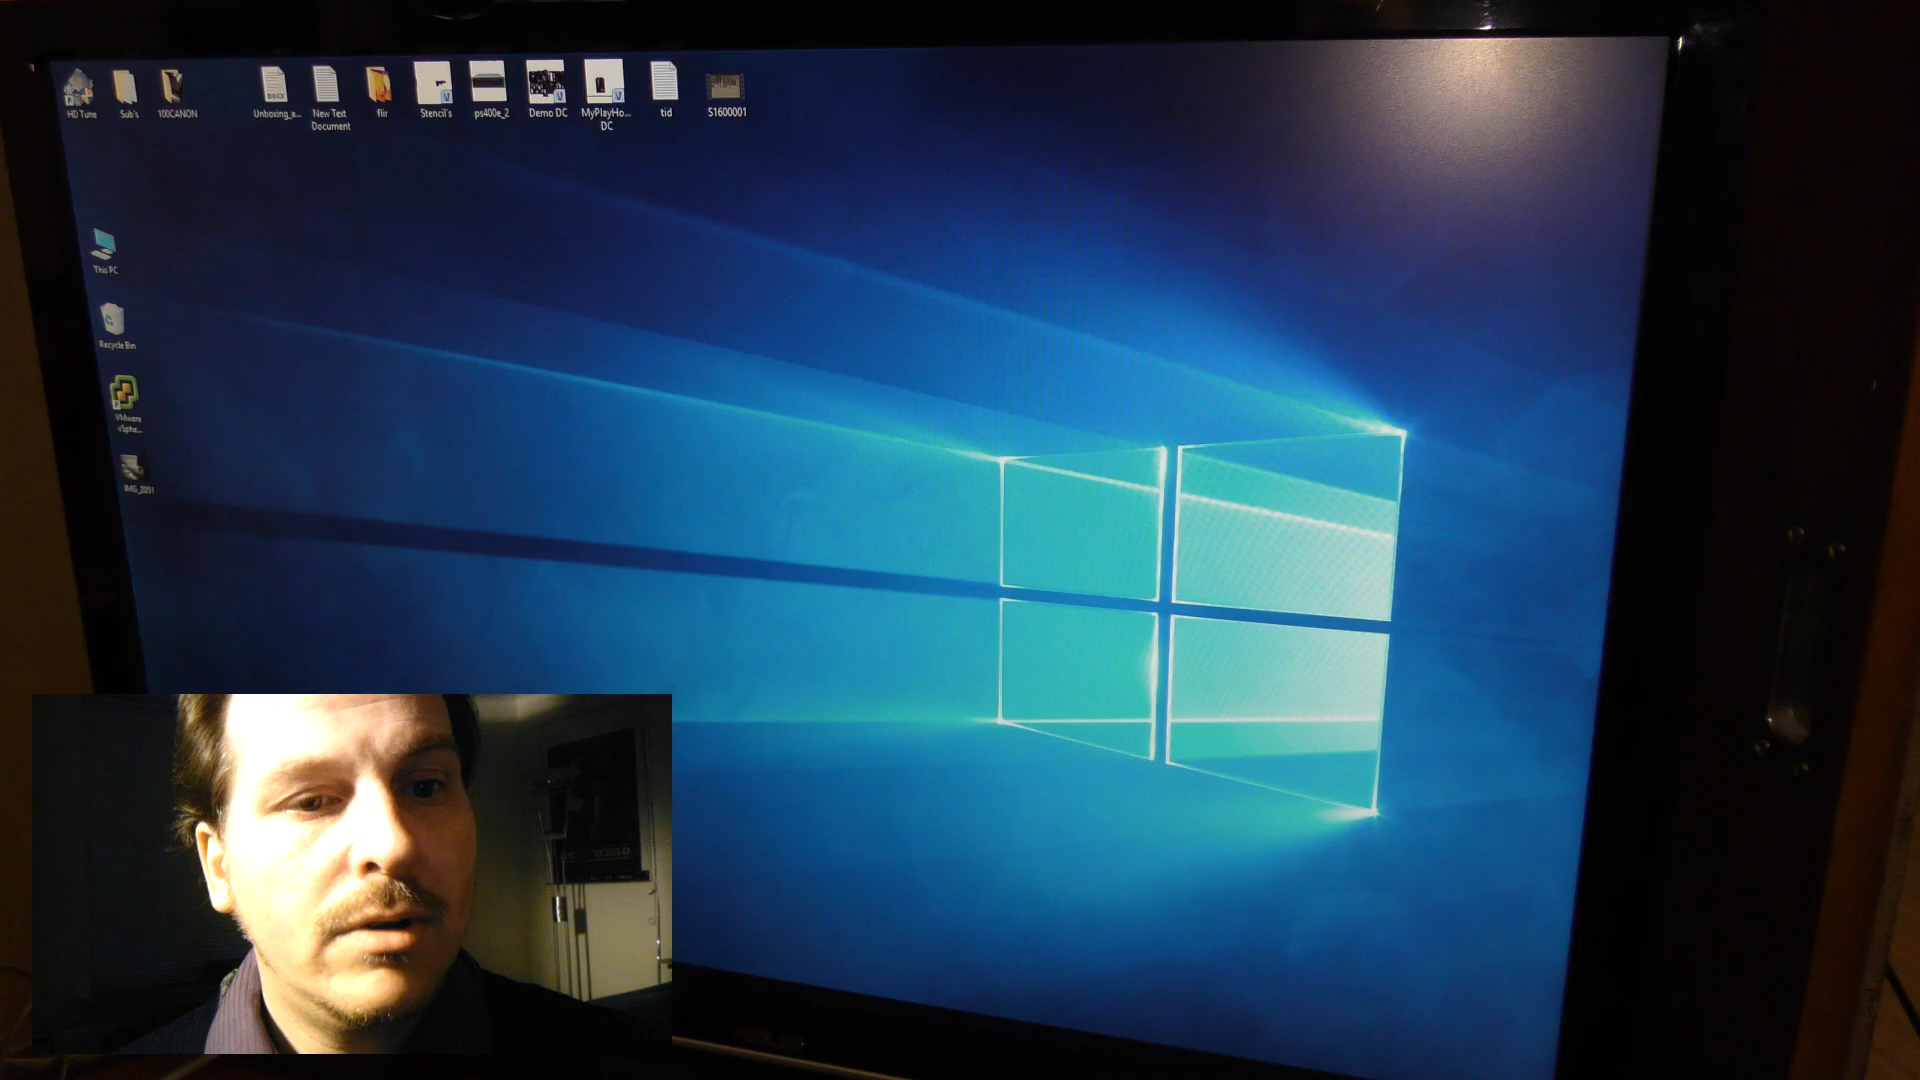 HD Tune
Sub's
100CANON
Unboxing_a...
New Text
Document
flir
Stencil's
ps400e_2
Demo DC
MyPlayHo...
DC
tid
S1600001
This PC
Recycle Bin
VMware
vSphe...
IMG_2051